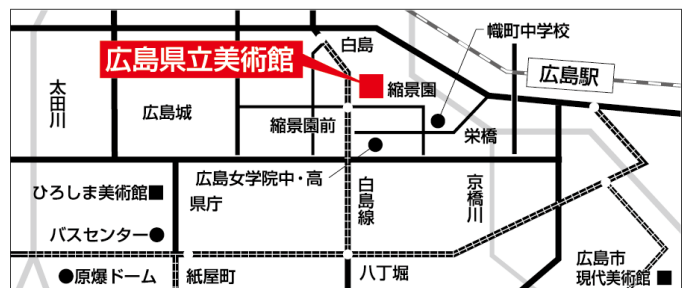 白島
幟町中学校
広島県立美術館
広島駅
太田川
広島城
縮景園
縮景園前
栄橋
広島女学院中・高
県庁
ひろしま美術館
白島線
京橋川
バスセンター
原爆ドーム
紙屋町
八丁堀
広島市
現代美術館